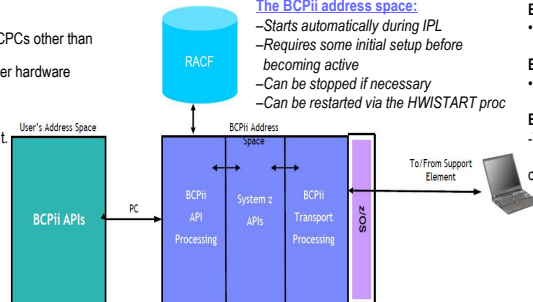 The BCPii address space:
–Starts automatically during IPL
–Requires some initial setup before
becoming active
–Can be stopped if necessary
–Can be restarted via the HWISTART proc
CPCs other than
er hardware
t.
RACF
User's Address Space
BCPii Address
Space
BCPii APIs
PC
BCPii
API
Processing
System z
APIs
BCPii
Transport
Processing
z/OS
To/From Support
Element